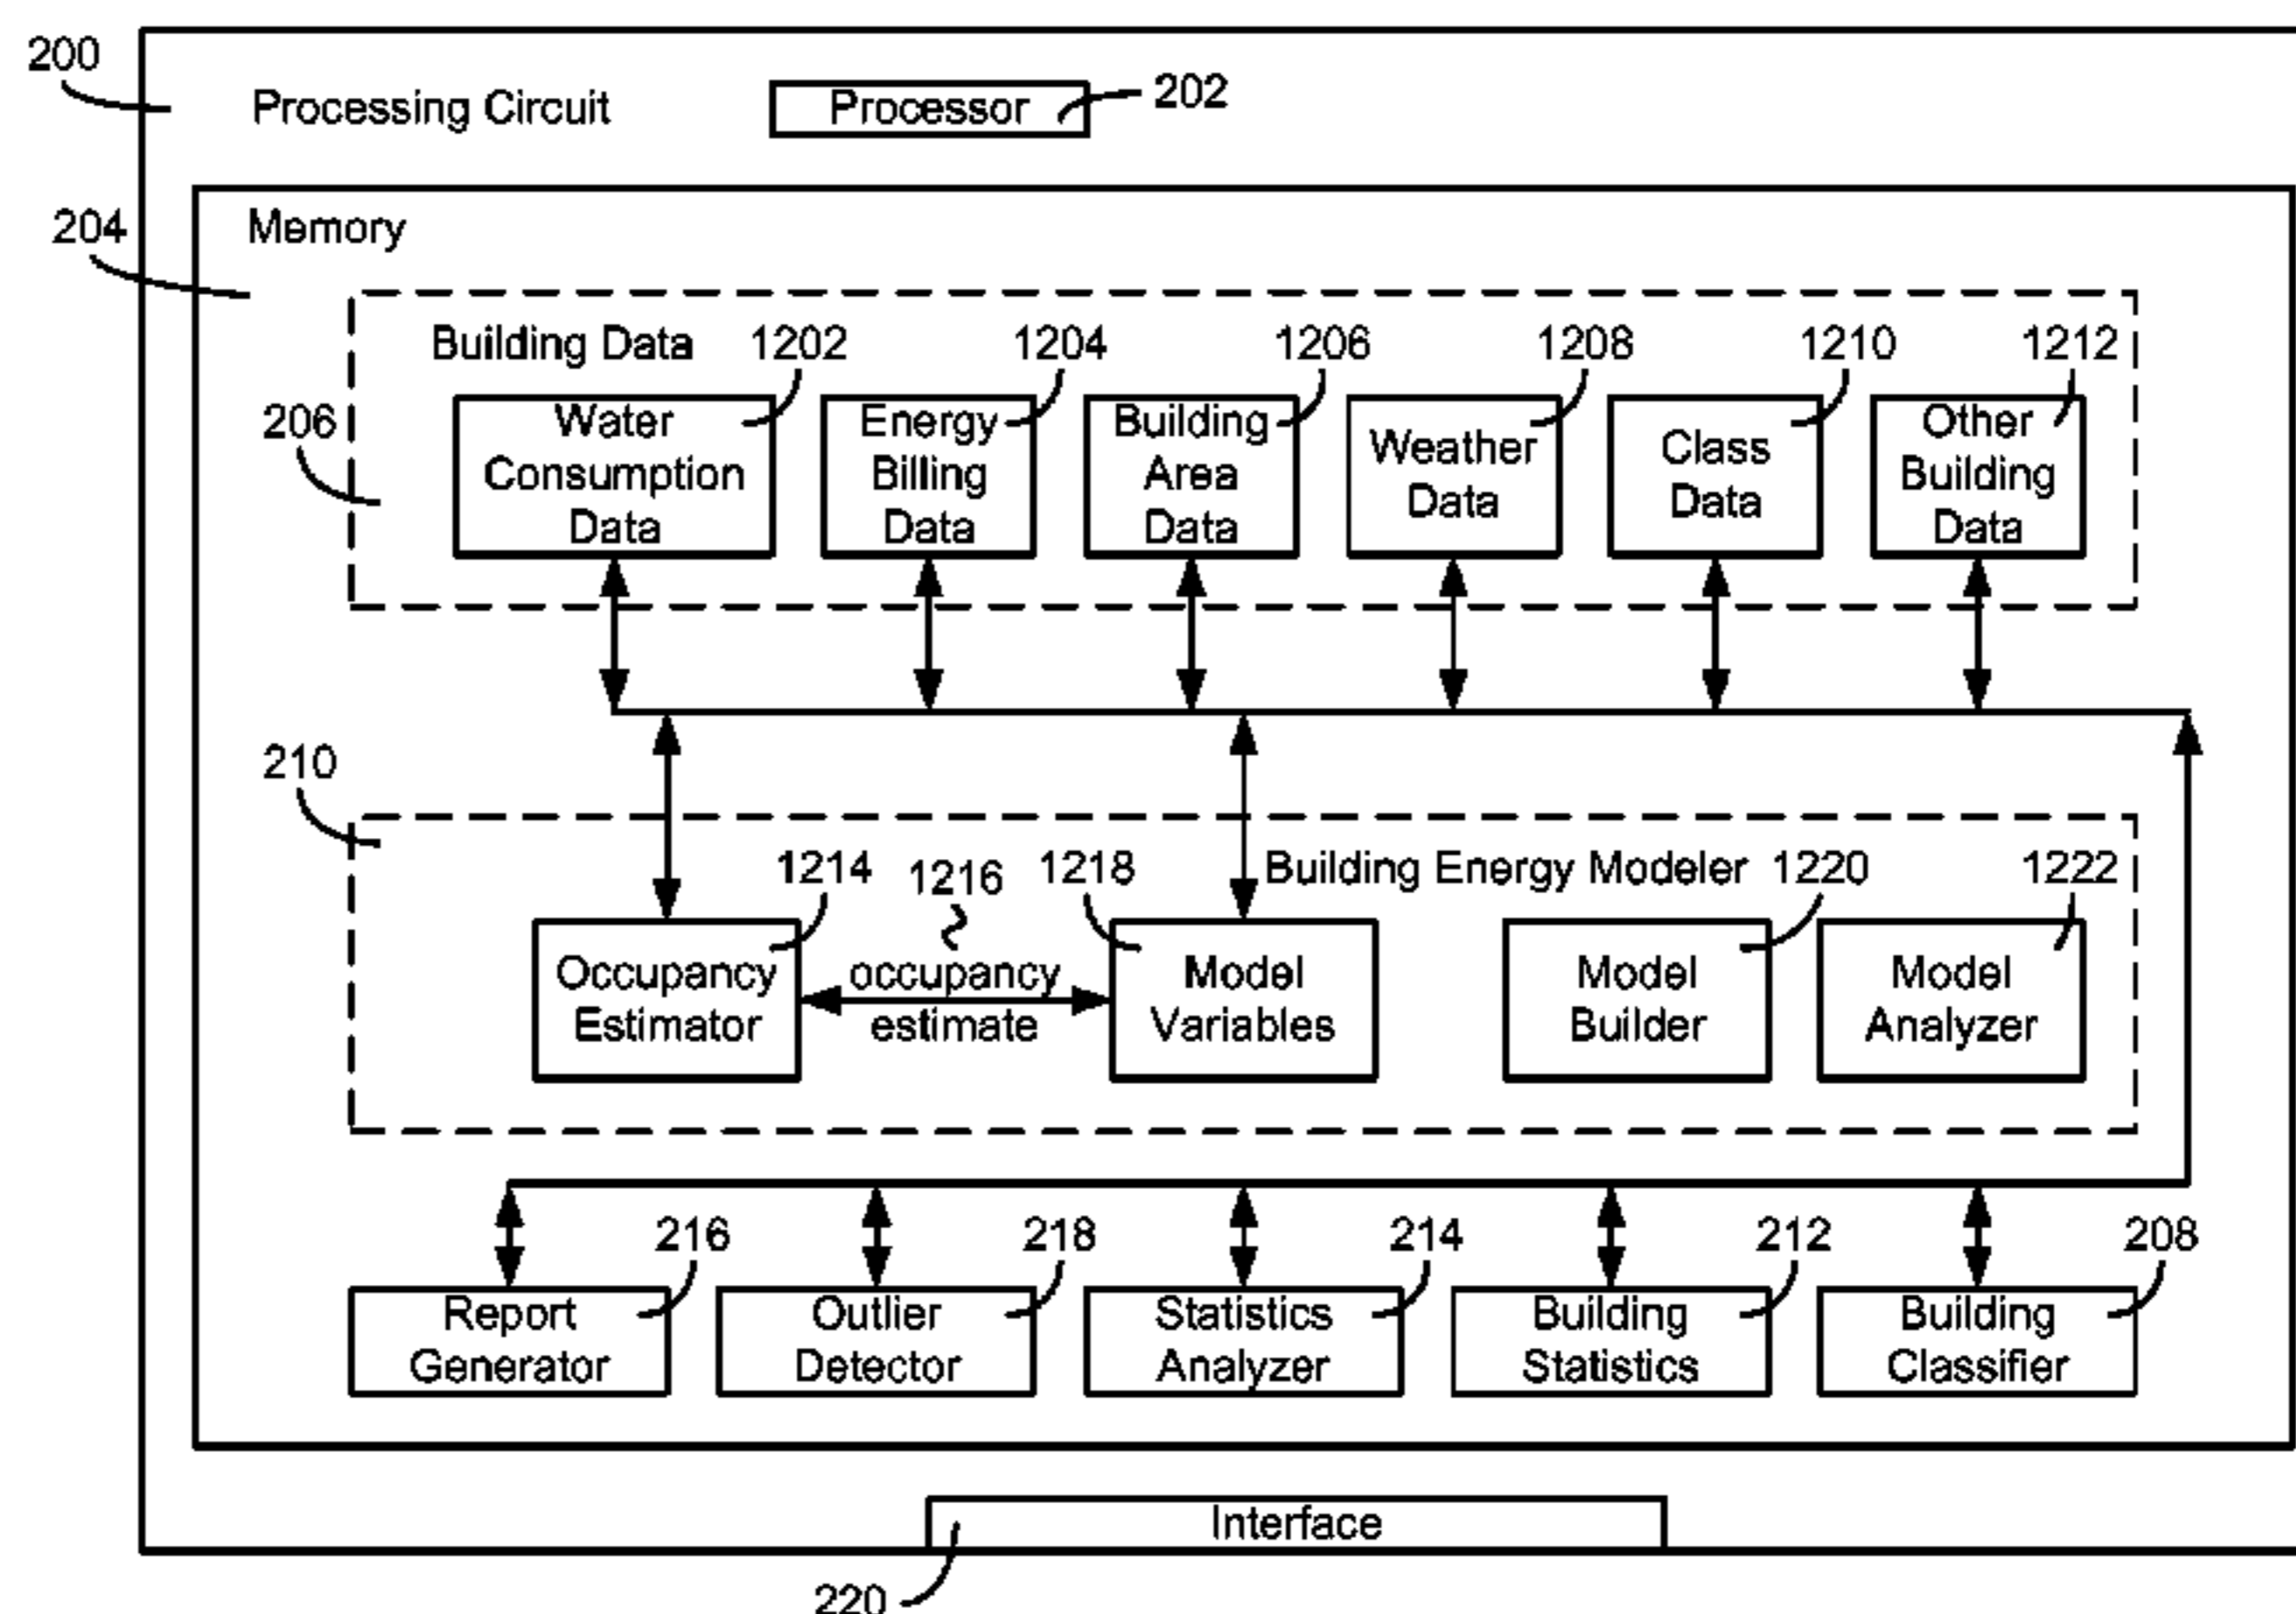 200
Processing Circuit
Processor
202
204
Memory
Building Data
1202
1204
1206
1208
1210
1212
206
Water
Consumption
Data
Energy
Billing
Data
Building
Area
Data
Weather
Data
Class
Data
Other
Building
Data
210
1214
1216
1218
Building Energy Modeler
1220
1222
Occupancy
Estimator
occupancy
estimate
Model
Variables
Model
Builder
Model
Analyzer
216
218
214
212
208
Report
Generator
Outlier
Detector
Statistics
Analyzer
Building
Statistics
Building
Classifier
Interface
220